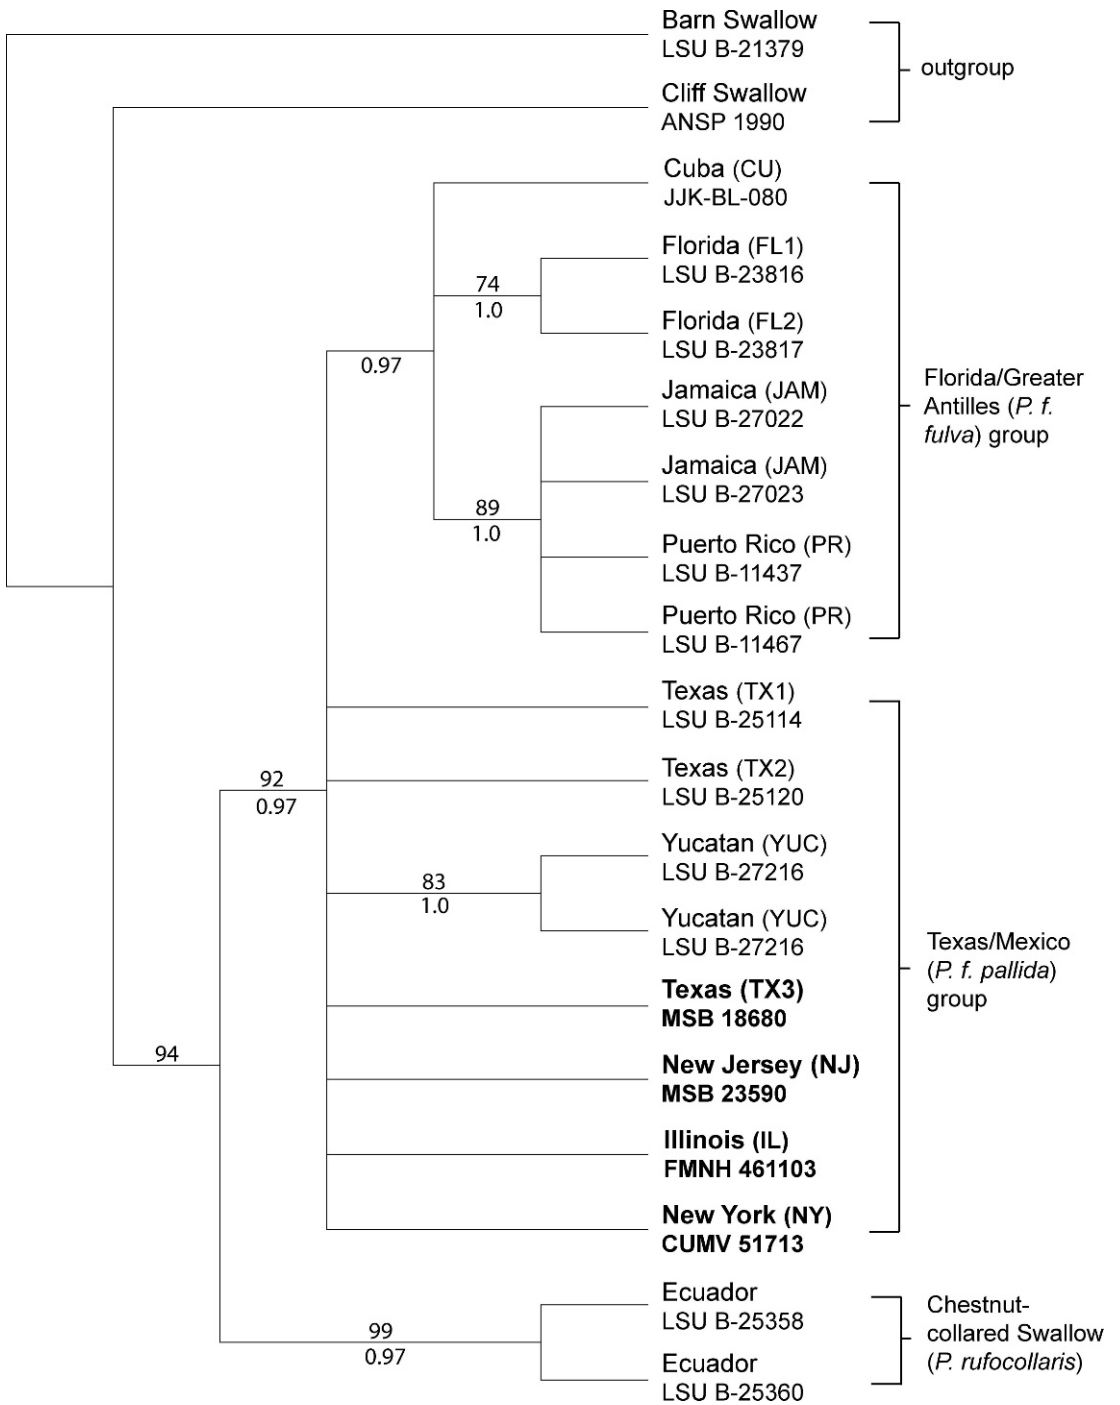 Barn Swallow
LSU B-21379
outgroup
Cliff Swallow
ANSP 1990
Cuba (CU)
JJK-BL-080
Florida (FL1)
LSU B-23816
74
1.0
Florida (FL2)
LSU B-23817
0.97
Jamaica (JAM)
LSU B-27022
Florida/Greater
Antilles (P. f.
fulva) group
Jamaica (JAM)
LSU B-27023
89
1.0
Puerto Rico (PR)
LSU B-11437
Puerto Rico (PR)
LSU B-11467
Texas (TX1)
LSU B-25114
Texas (TX2)
LSU B-25120
92
0.97
Yucatan (YUC)
LSU B-27216
83
1.0
Yucatan (YUC)
LSU B-27216
Texas/Mexico
(P. f. pallida)
group
Texas (TX3)
MSB 18680
94
New Jersey (NJ)
MSB 23590
Illinois (IL)
FMNH 461103
New York (NY)
CUMV 51713
Ecuador
LSU B-25358
99
0.97
Chestnut-
collared Swallow
(P. rufocollaris)
Ecuador
LSU B-25360